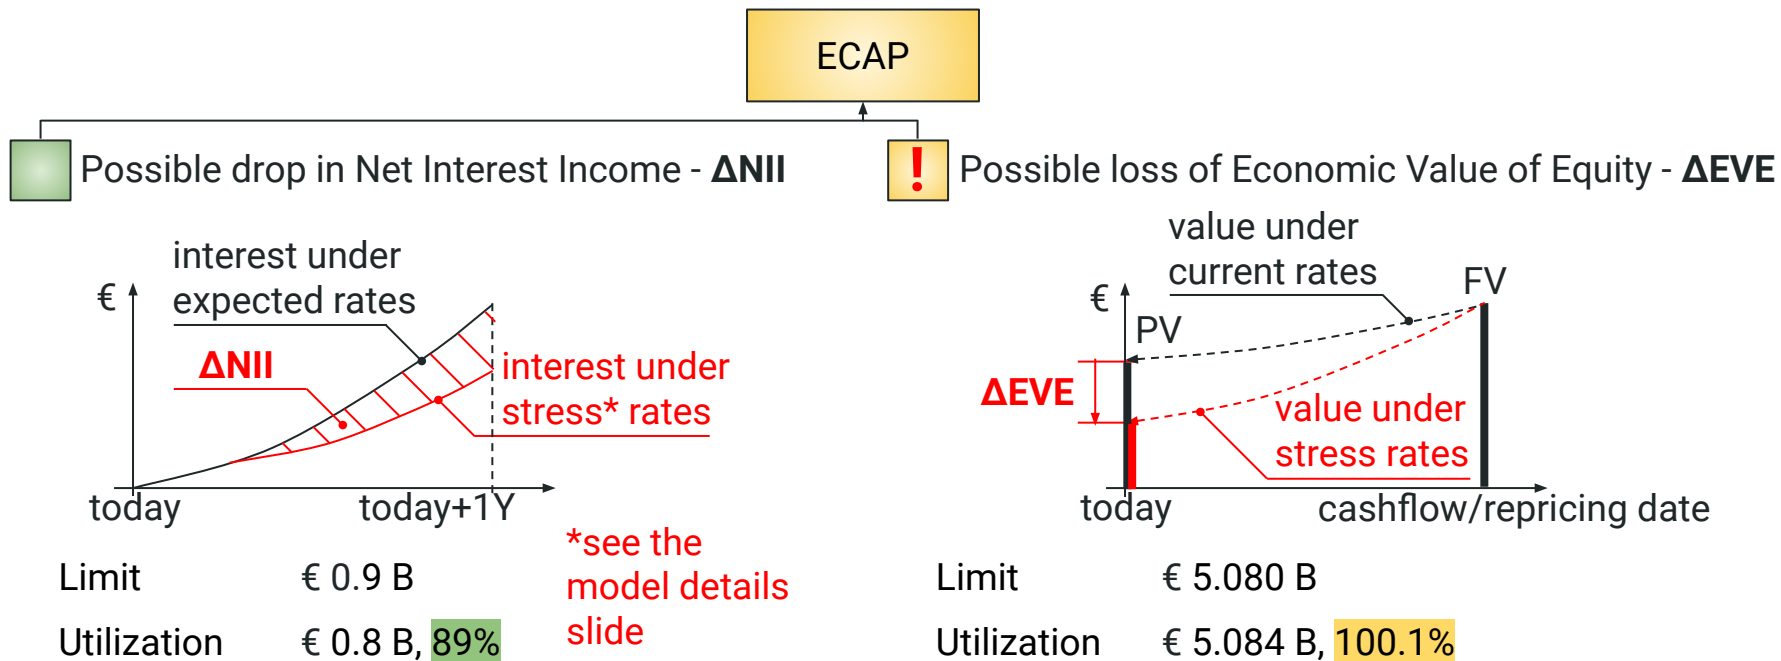 ECAP
Possible drop in Net Interest Income - ΔNII
! Possible loss of Economic Value of Equity - ΔEVE
interest under
expected rates
€
ΔNII
interest under
stress* rates
today
today+1Y
*see the
model details
slide
Limit € 0.9 B
Utilization € 0.8 B, 89%
value under
current rates
FV
€
PV
ΔEVE
value under
stress rates
today
cashflow/repricing date
Limit € 5.080 B
Utilization € 5.084 B, 100.1%